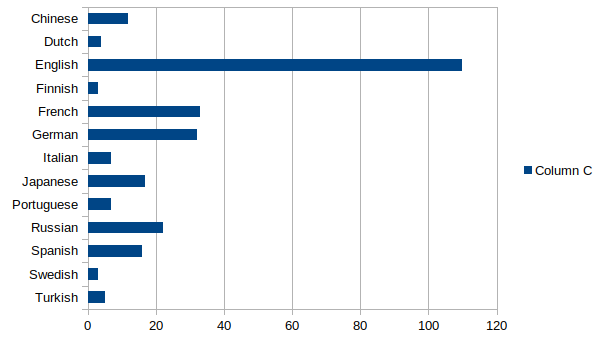 Chinese
Dutch
English
Finnish
French
German
Italian
Japanese
Portuguese
Russian
Spanish
Swedish
Turkish
Column C
0 20 40 60 80 100 120